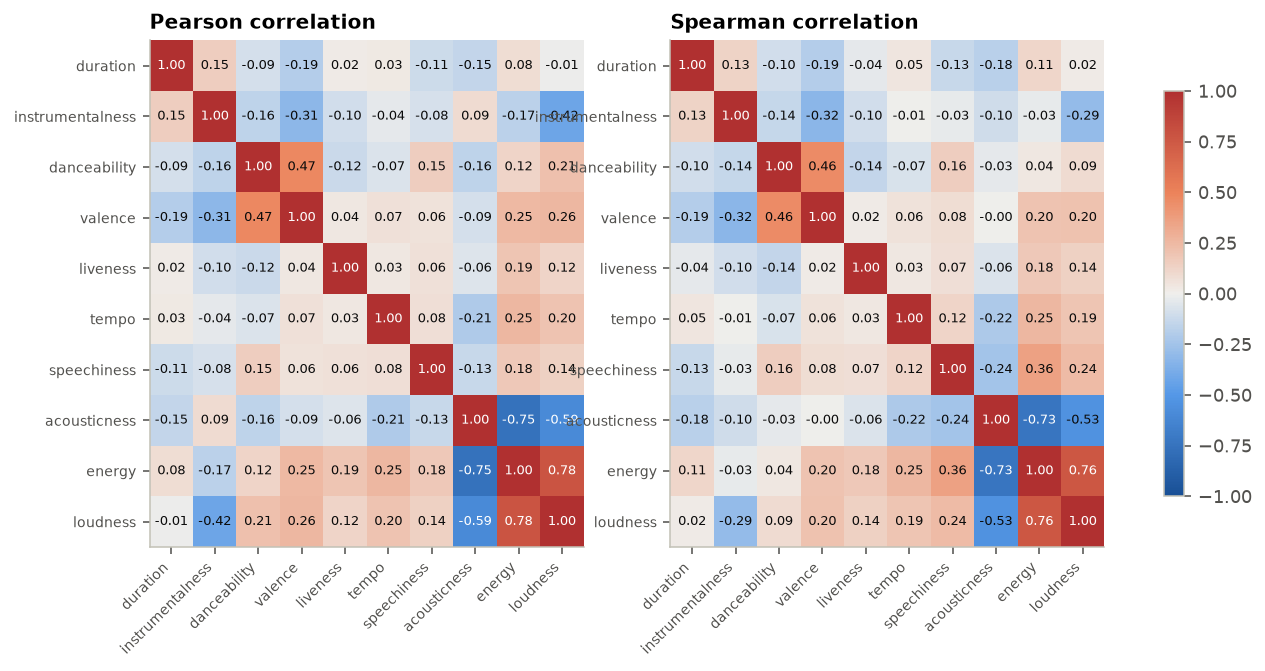 Pearson correlation
duration 1.00 0.15 -0.09 -0.19 0.02 0.03 -0.11 -0.15 0.08 -0.01
instrumentalness 0.15 1.00 -0.16 -0.31 -0.10 -0.04 -0.08 0.09 -0.17 -0.42
danceability -0.09 -0.16 1.00 0.47 -0.12 -0.07 0.15 -0.16 0.12 0.21
valence -0.19 -0.31 0.47 1.00 0.04 0.07 0.06 -0.09 0.25 0.26
liveness 0.02 -0.10 -0.12 0.04 1.00 0.03 0.06 -0.06 0.19 0.12
tempo 0.03 -0.04 -0.07 0.07 0.03 1.00 0.08 -0.21 0.25 0.20
speechiness -0.11 -0.08 0.15 0.06 0.06 0.08 1.00 -0.13 0.18 0.14
acousticness -0.15 0.09 -0.16 -0.09 -0.06 -0.21 -0.13 1.00 -0.75 -0.59
energy 0.08 -0.17 0.12 0.25 0.19 0.25 0.18 -0.75 1.00 0.78
loudness -0.01 -0.42 0.21 0.26 0.12 0.20 0.14 -0.59 0.78 1.00
duration
instrumentalness
danceability
valence
liveness
tempo
speechiness
acousticness
energy
loudness
Spearman correlation
duration 1.00 0.13 -0.10 -0.19 -0.04 0.05 -0.13 -0.18 0.11 0.02
instrumentalness 0.13 1.00 -0.14 -0.32 -0.10 -0.01 -0.03 -0.10 -0.03 -0.29
danceability -0.10 -0.14 1.00 0.46 -0.14 -0.07 0.16 -0.03 0.04 0.09
valence -0.19 -0.32 0.46 1.00 0.02 0.06 0.08 -0.00 0.20 0.20
liveness -0.04 -0.10 -0.14 0.02 1.00 0.03 0.07 -0.06 0.18 0.14
tempo 0.05 -0.01 -0.07 0.06 0.03 1.00 0.12 -0.22 0.25 0.19
speechiness -0.13 -0.03 0.16 0.08 0.07 0.12 1.00 -0.24 0.36 0.24
acousticness -0.18 -0.10 -0.03 -0.00 -0.06 -0.22 -0.24 1.00 -0.73 -0.53
energy 0.11 -0.03 0.04 0.20 0.18 0.25 0.36 -0.73 1.00 0.76
loudness 0.02 -0.29 0.09 0.20 0.14 0.19 0.24 -0.53 0.76 1.00
duration
instrumentalness
danceability
valence
liveness
tempo
speechiness
acousticness
energy
loudness
1.00
0.75
0.50
0.25
0.00
−0.25
−0.50
−0.75
−1.00